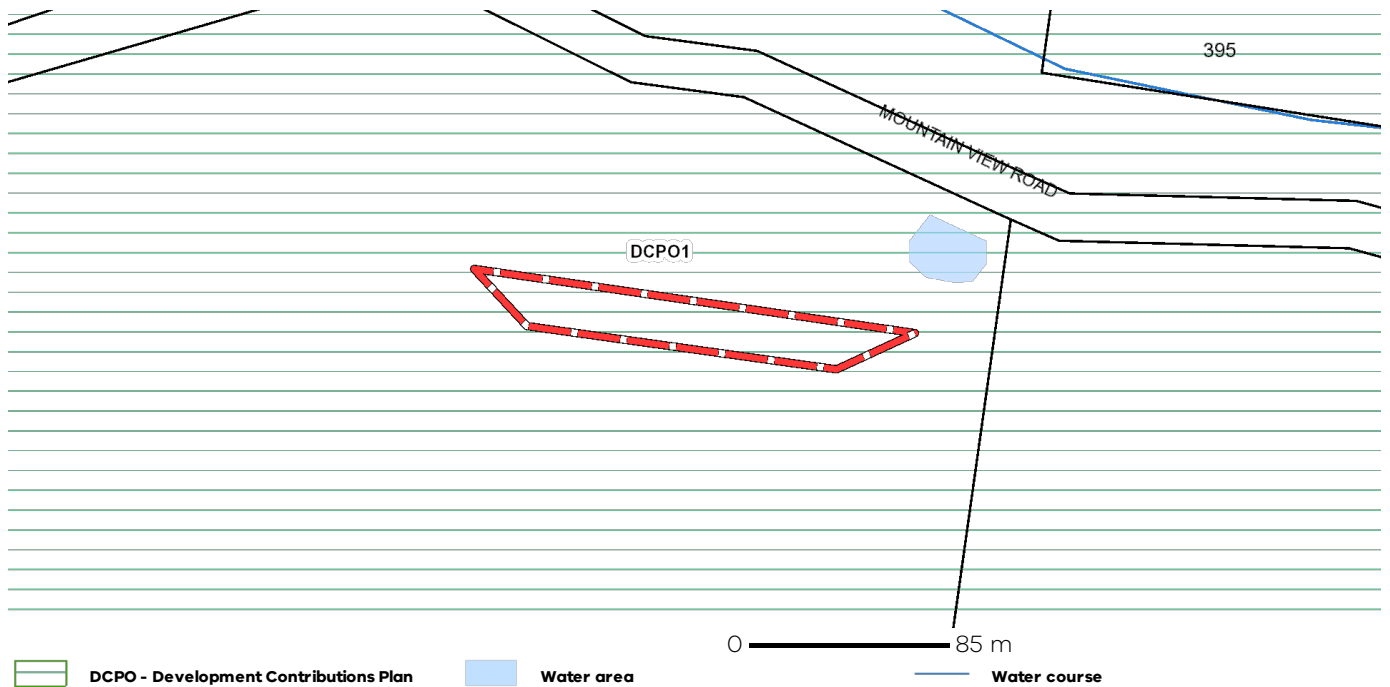 395
MOUNTAIN VIEW ROAD
DCPO1
0 85 m
DCPO - Development Contributions Plan Water area Water course